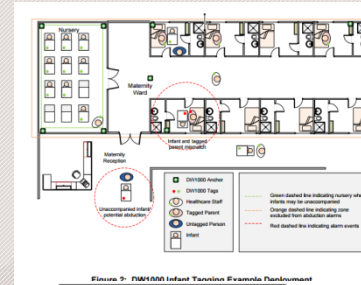 Nursery
Maternity
Ward
Infant and tagged
parent mismatch
Maternity
Reception
Unaccompanied infant
potential abduction
DW1000 Anchor
DW1000 Tags
Healthcare Staff
Tagged Parent
Untagged Person
Infant
Green dashed line indicating nursery whe
infants may be unaccompanied
Orange dashed line indicating zone
excluded from abduction alarms
Red dashed line indicating alarm events
Figure 2: DW1000 Infant Tagging Example Deployment